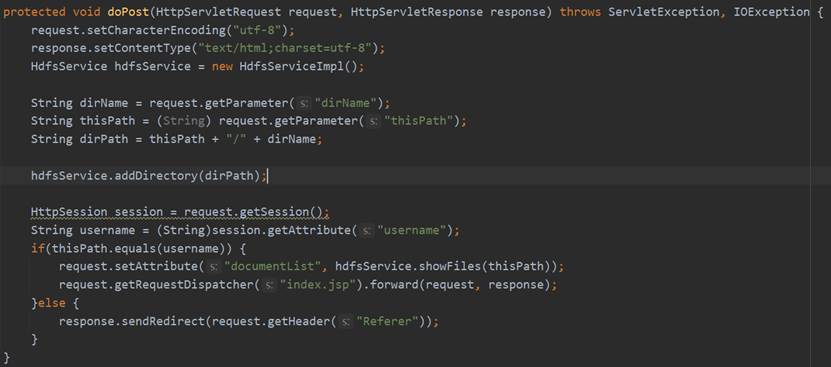 protected void doPost(HttpServletRequest request, HttpServletResponse response) throws ServletException, IOException {
    request.setCharacterEncoding("utf-8");
    response.setContentType("text/html;charset=utf-8");
    HdfsService hdfsService = new HdfsServiceImpl();

    String dirName = request.getParameter( s: "dirName");
    String thisPath = (String) request.getParameter( s: "thisPath");
    String dirPath = thisPath + "/" + dirName;

    hdfsService.addDirectory(dirPath);

    HttpSession session = request.getSession();
    String username = (String)session.getAttribute( s: "username");
    if(thisPath.equals(username)) {
        request.setAttribute( s: "documentList", hdfsService.showFiles(thisPath));
        request.getRequestDispatcher( s: "index.jsp").forward(request, response);
    }else {
        response.sendRedirect(request.getHeader( s: "Referer"));
    }
}